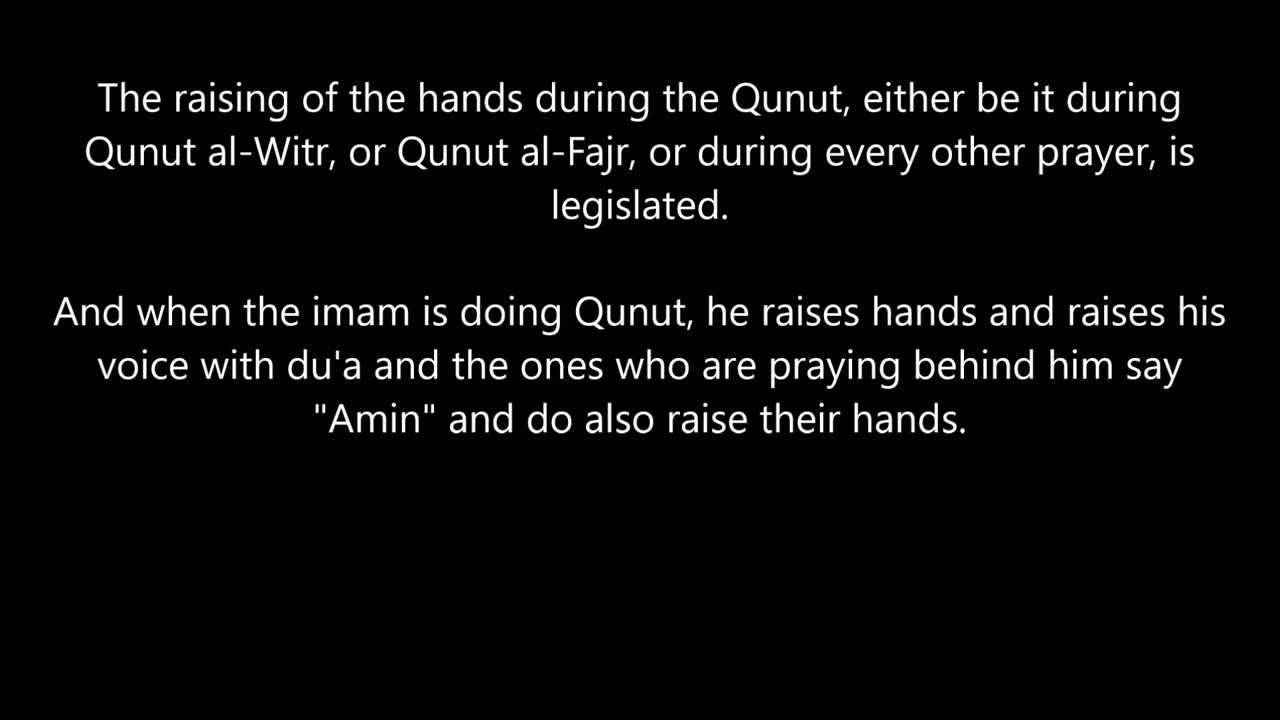 The raising of the hands during the Qunut, either be it during
Qunut al-Witr, or Qunut al-Fajr, or during every other prayer, is
legislated.
And when the imam is doing Qunut, he raises hands and raises his
voice with du'a and the ones who are praying behind him say
"Amin" and do also raise their hands.